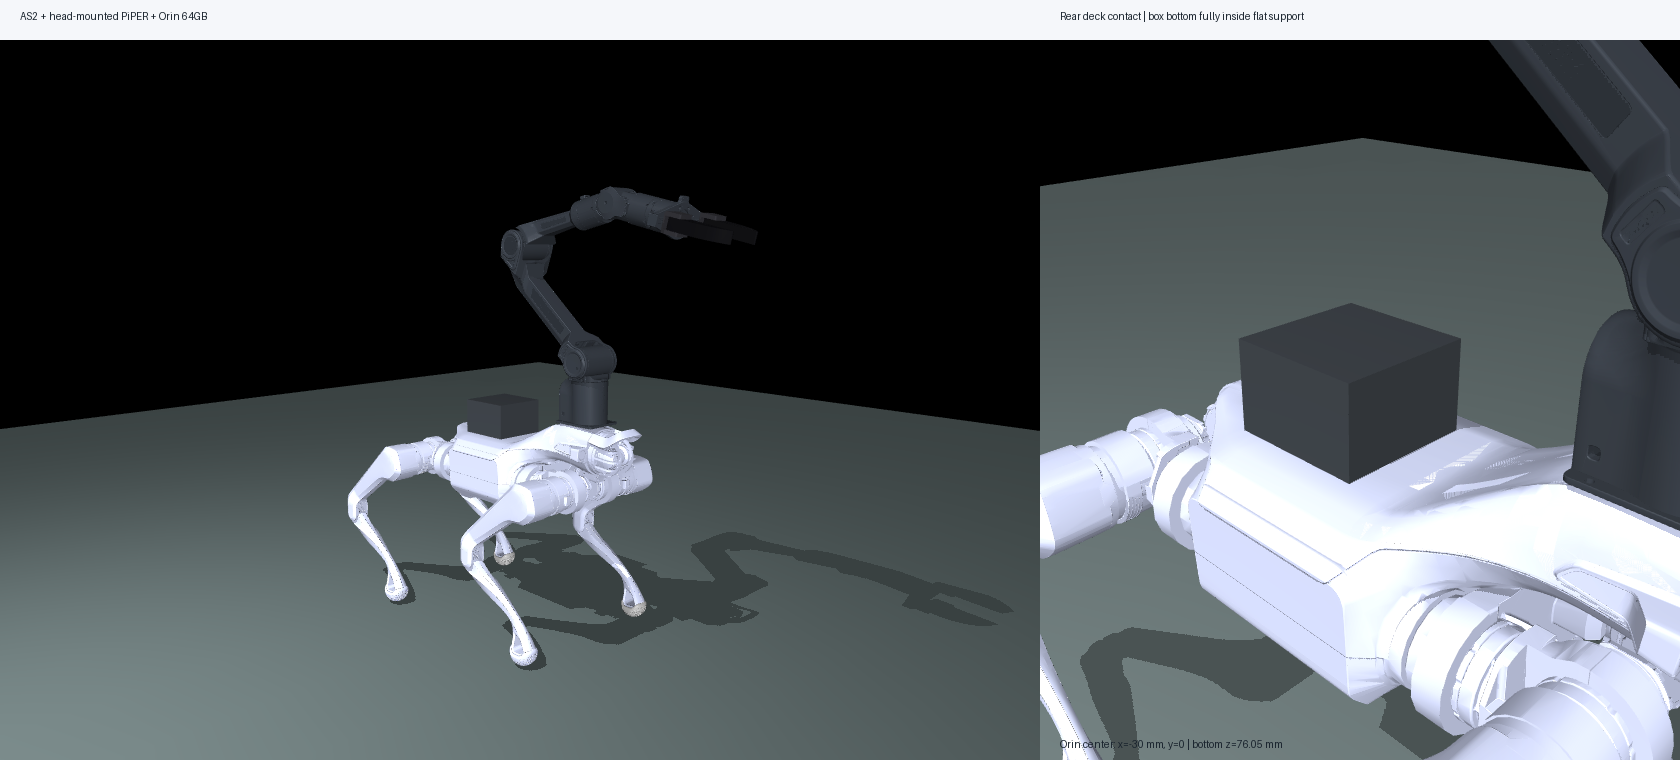 AS2 + head-mounted PiPER + Orin 64GB
Rear deck contact | box bottom fully inside flat support
Orin center: x=-30 mm, y=0 | bottom z=76.05 mm